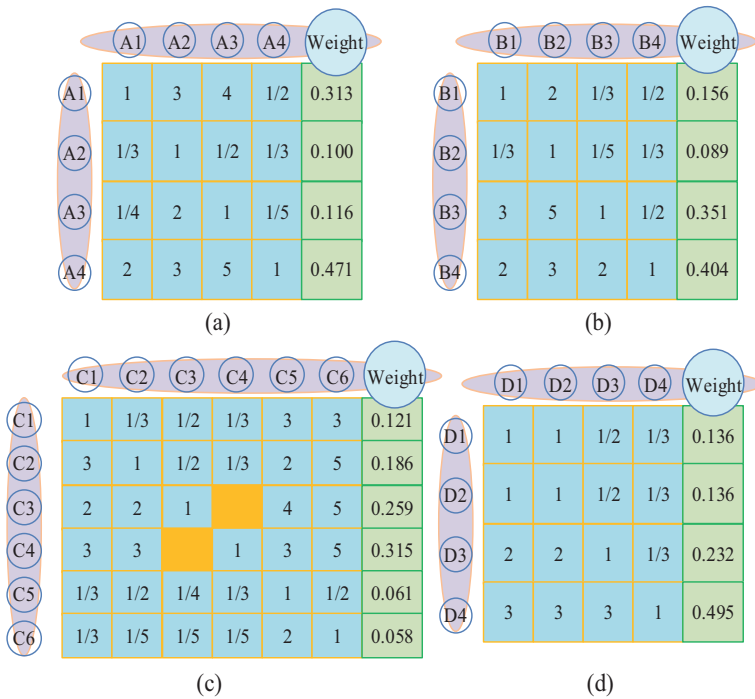 A1 A2 A3 A4 Weight
A1 1 3 4 1/2 0.313
A2 1/3 1 1/2 1/3 0.100
A3 1/4 2 1 1/5 0.116
A4 2 3 5 1 0.471
(a)
B1 B2 B3 B4 Weight
B1 1 2 1/3 1/2 0.156
B2 1/3 1 1/5 1/3 0.089
B3 3 5 1 1/2 0.351
B4 2 3 2 1 0.404
(b)
C1 C2 C3 C4 C5 C6 Weight
C1 1 1/3 1/2 1/3 3 3 0.121
C2 3 1 1/2 1/3 2 5 0.186
C3 2 2 1 4 5 0.259
C4 3 3 1 3 5 0.315
C5 1/3 1/2 1/4 1/3 1 1/2 0.061
C6 1/3 1/5 1/5 1/5 2 1 0.058
(c)
D1 D2 D3 D4 Weight
D1 1 1 1/2 1/3 0.136
D2 1 1 1/2 1/3 0.136
D3 2 2 1 1/3 0.232
D4 3 3 3 1 0.495
(d)